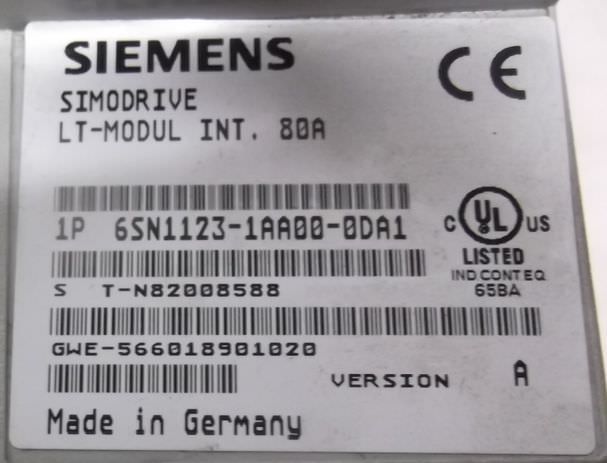 SIEMENS
CE
SIMODRIVE
LT-MODUL INT. 80A
1P 6SN1123-1AA00-0DA1
C UL US
LISTED
IND.CONT.EQ.
65BA
S T-N82008588
GWE-566018901020
VERSION A
Made in Germany